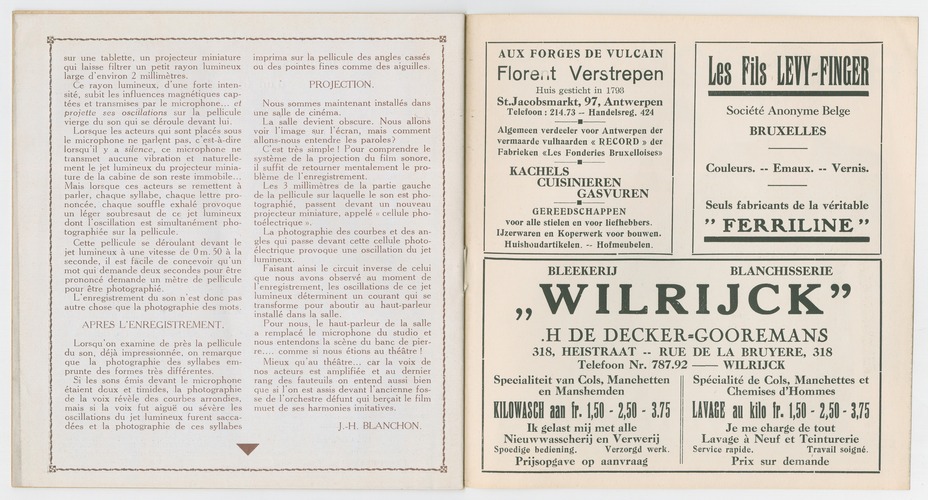 sur une tablette, un projecteur miniature
qui laisse filtrer un petit rayon lumineux
large d'environ 2 millimètres.
Ce rayon lumineux, d'une forte inten-
sité, subit les influences magnétiques cap-
tées et transmises par le microphone... et
projette ses oscillations sur la pellicule
vierge du son qui se déroule devant lui.
Lorsque les acteurs qui sont placés sous
le microphone ne parlent pas, c'est-à-dire
lorsqu'il y a silence, ce microphone ne
transmet aucune vibration et naturelle-
ment le jet lumineux du projecteur minia-
ture de la cabine de son reste immobile...
Mais lorsque ces acteurs se remettent à
parler, chaque syllabe, chaque lettre pro-
noncée, chaque souffle exhalé provoque
un léger soubresaut de ce jet lumineux
dont l'oscillation est simultanément pho-
tographiée sur la pellicule.
Cette pellicule se déroulant devant le
jet lumineux à une vitesse de 0 m. 50 à la
seconde, il est facile de concevoir qu'un
mot qui demande deux secondes pour être
prononcé demande un mètre de pellicule
pour être photographié.
L'enregistrement du son n'est donc pas
autre chose que la photographie des mots.
APRES L'ENREGISTREMENT.
Lorsqu'on examine de près la pellicule
du son, déjà impressionnée, on remarque
que la photographie des syllabes em-
prunte des formes très différentes.
Si les sons émis devant le microphone
étaient doux et timides, la photographie
de la voix révèle des courbes arrondies,
mais si la voix fut aiguë ou sévère les
oscillations du jet lumineux furent sacca-
dées et la photographie de ces syllabes
imprima sur la pellicule des angles cassés
ou des pointes fines comme des aiguilles.
PROJECTION.
Nous sommes maintenant installés dans
une salle de cinéma.
La salle devient obscure. Nous allons
voir l'image sur l'écran, mais comment
allons-nous entendre les paroles?
C'est très simple ! Pour comprendre le
système de la projection du film sonore,
il suffit de retourner mentalement le pro-
blème de l'enregistrement.
Les 3 millimètres de la partie gauche
de la pellicule sur laquelle le son est pho-
tographié, passent devant un nouveau
projecteur miniature, appelé « cellule pho-
toélectrique ».
La photographie des courbes et des an-
gles qui passe devant cette cellule photo-
électrique provoque une oscillation du jet
lumineux.
Faisant ainsi le circuit inverse de celui
que nous avons observé au moment de
l'enregistrement, les oscillations de ce jet
lumineux déterminent un courant qui se
transforme pour aboutir au haut-parleur
installé dans la salle.
Pour nous, le haut-parleur de la salle
a remplacé le microphone du studio et
nous entendons la scène du banc de pier-
re.... comme si nous étions au théâtre !
Mieux qu'au théâtre... car la voix de
nos acteurs est amplifiée et au dernier
rang des fauteuils on entend aussi bien
que si l'on est assis devant l'ancienne fos-
se de l'orchestre défunt qui berçait le film
muet de ses harmonies imitatives.
J.-H. BLANCHON.
AUX FORGES DE VULCAIN
Florent Verstrepen
Huis gesticht in 1793
St.Jacobsmarkt, 97, Antwerpen
Telefoon : 214.73 -- Handelsreg. 424
Algemeen verdeeler voor Antwerpen der
vermaarde vulhaarden « RECORD » der
Fabrieken «Les Fonderies Bruxelloises»
KACHELS
CUISINIEREN
GASVUREN
GEREEDSCHAPPEN
voor alle stielen en voor liefhebbers.
IJzerwaren en Koperwerk voor bouwen.
Huishoudartikelen. -- Hofmeubelen.
Les Fils LEVY-FINGER
Société Anonyme Belge
BRUXELLES
Couleurs. -- Emaux. -- Vernis.
Seuls fabricants de la véritable
" FERRILINE "
BLEEKERIJ BLANCHISSERIE
„WILRIJCK"
.H DE DECKER=GOOREMANS
318, HEISTRAAT -- RUE DE LA BRUYERE, 318
Telefoon Nr. 787.92 —— WILRIJCK
Specialiteit van Cols, Manchetten
en Manshemden
KILOWASCH aan fr. 1,50 - 2,50 - 3.75
Ik gelast mij met alle
Nieuwwasscherij en Verwerij
Spoedige bediening. Verzorgd werk.
Prijsopgave op aanvraag
Spécialité de Cols, Manchettes et
Chemises d'Hommes
LAVAGE au kilo fr. 1,50 - 2,50 - 3,75
Je me charge de tout
Lavage à Neuf et Teinturerie
Service rapide. Travail soigné.
Prix sur demande